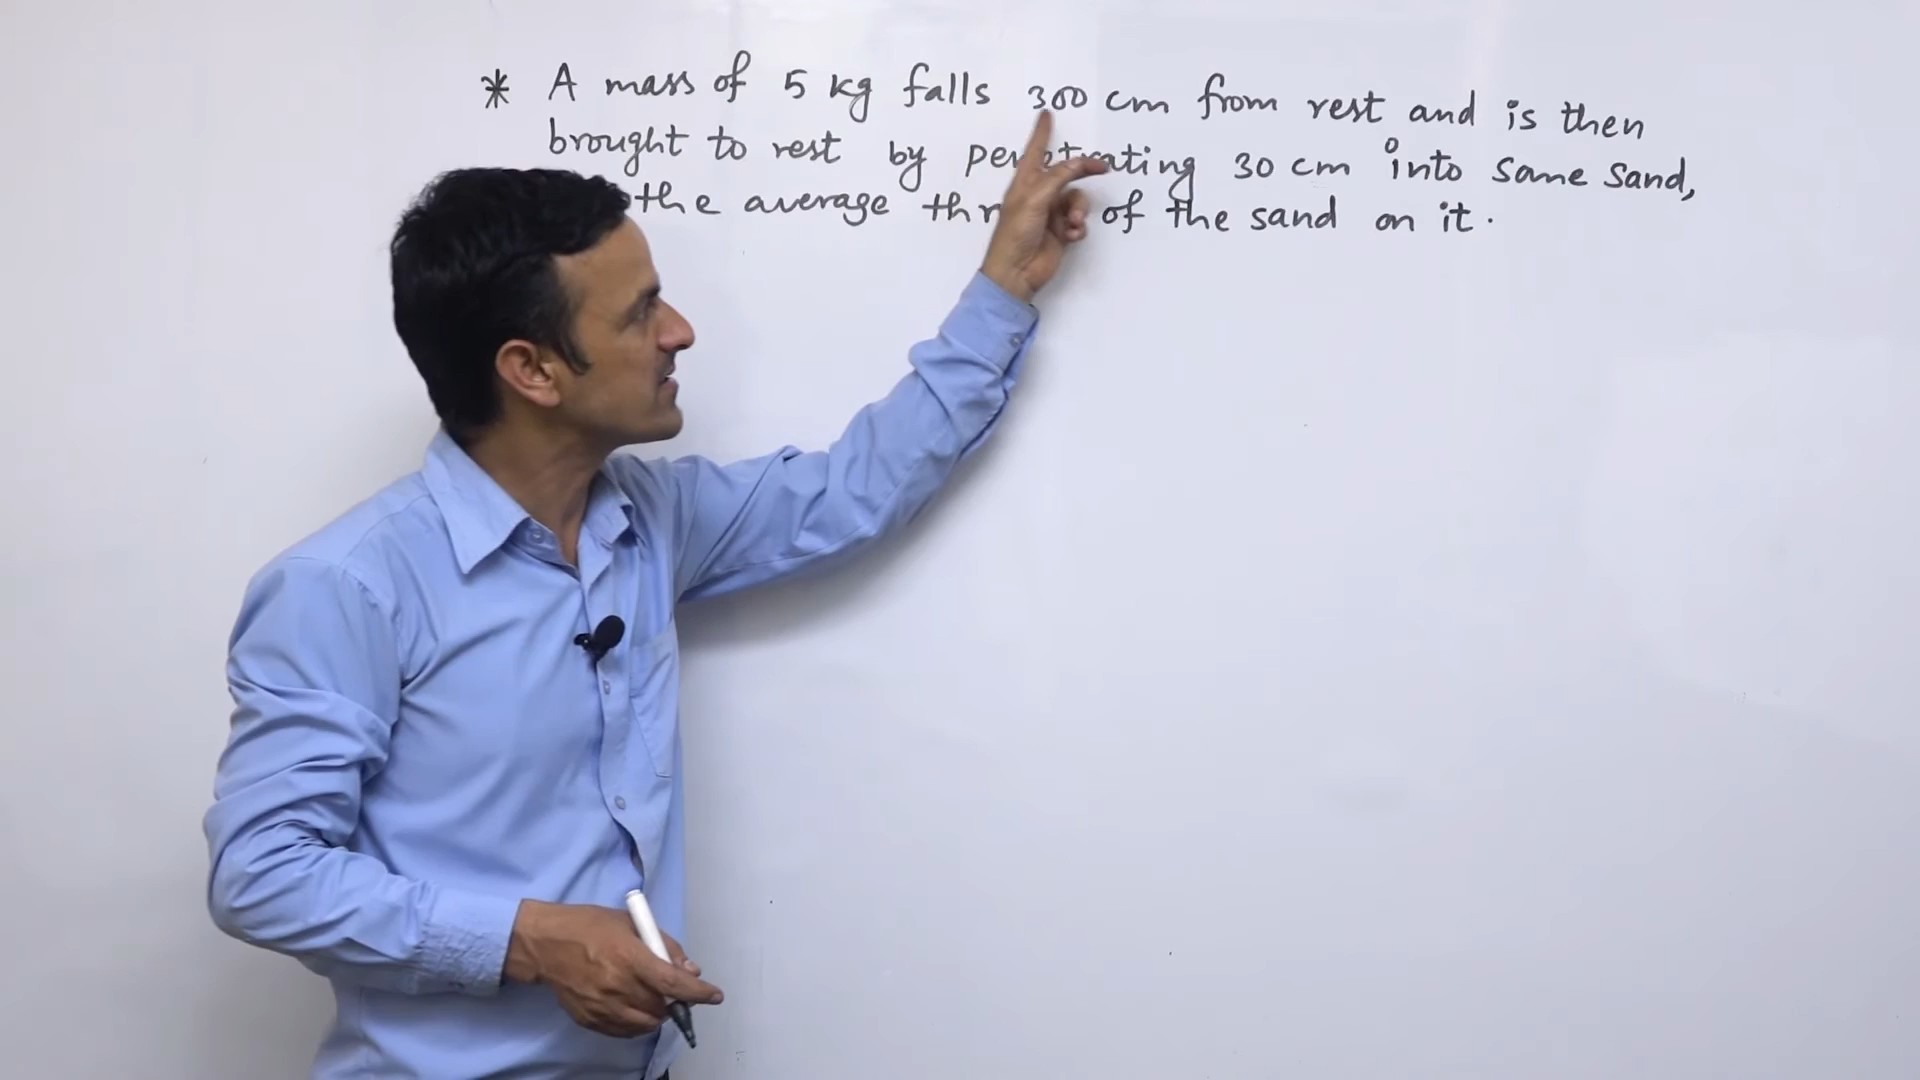 * A mass of 5 kg falls 300 cm from rest and is then
brought to rest by penetrating 30 cm into some sand,
the average of the sand on it.